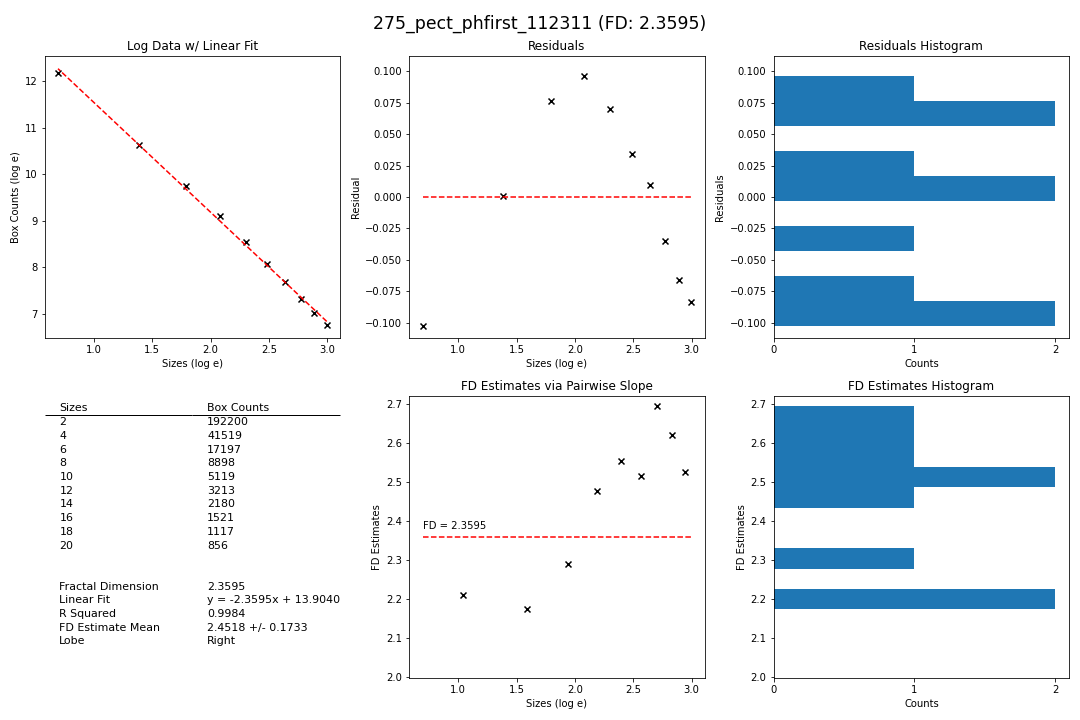 275_pect_phfirst_112311 (FD: 2.3595)
Log Data w/ Linear Fit
12
11
10
9
8
7
Box Counts (log e)
1.0 1.5 2.0 2.5 3.0
Sizes (log e)
Residuals
0.100
0.075
0.050
0.025
0.000
−0.025
−0.050
−0.075
−0.100
Residual
1.0 1.5 2.0 2.5 3.0
Sizes (log e)
Residuals Histogram
0.100
0.075
0.050
0.025
0.000
−0.025
−0.050
−0.075
−0.100
Residuals
0 1 2
Counts
Sizes Box Counts
2 192200
4 41519
6 17197
8 8898
10 5119
12 3213
14 2180
16 1521
18 1117
20 856
Fractal Dimension 2.3595
Linear Fit y = -2.3595x + 13.9040
R Squared 0.9984
FD Estimate Mean 2.4518 +/- 0.1733
Lobe Right
FD Estimates via Pairwise Slope
2.7
2.6
2.5
2.4
2.3
2.2
2.1
2.0
FD Estimates
FD = 2.3595
1.0 1.5 2.0 2.5 3.0
Sizes (log e)
FD Estimates Histogram
2.7
2.6
2.5
2.4
2.3
2.2
2.1
2.0
FD Estimates
0 1 2
Counts